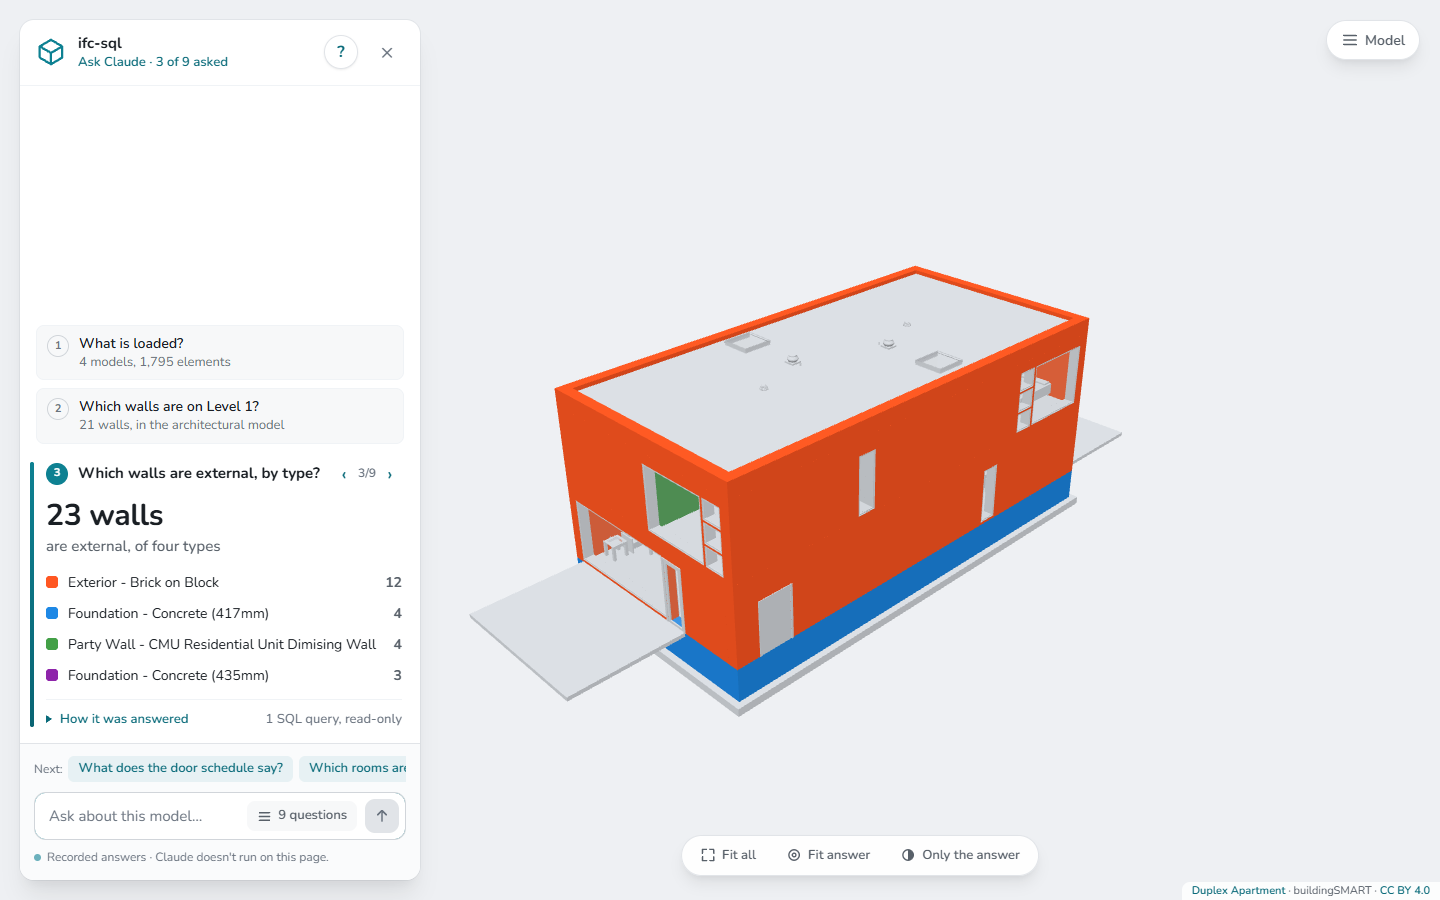 ifc-sql
Ask Claude · 3 of 9 asked
?
Model
1
What is loaded?
4 models, 1,795 elements
2
Which walls are on Level 1?
21 walls, in the architectural model
3
Which walls are external, by type?
‹ 3/9 ›
23 walls
are external, of four types
Exterior - Brick on Block 12
Foundation - Concrete (417mm) 4
Party Wall - CMU Residential Unit Dimising Wall 4
Foundation - Concrete (435mm) 3
How it was answered
1 SQL query, read-only
Next:
What does the door schedule say?
Which rooms are
Ask about this model...
9 questions
Recorded answers · Claude doesn't run on this page.
Fit all
Fit answer
Only the answer
Duplex Apartment · buildingSMART · CC BY 4.0